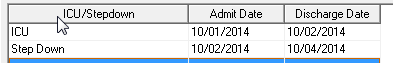 ICU/Stepdown Admit Date Discharge Date
ICU 10/01/2014 10/02/2014
Step Down 10/02/2014 10/04/2014